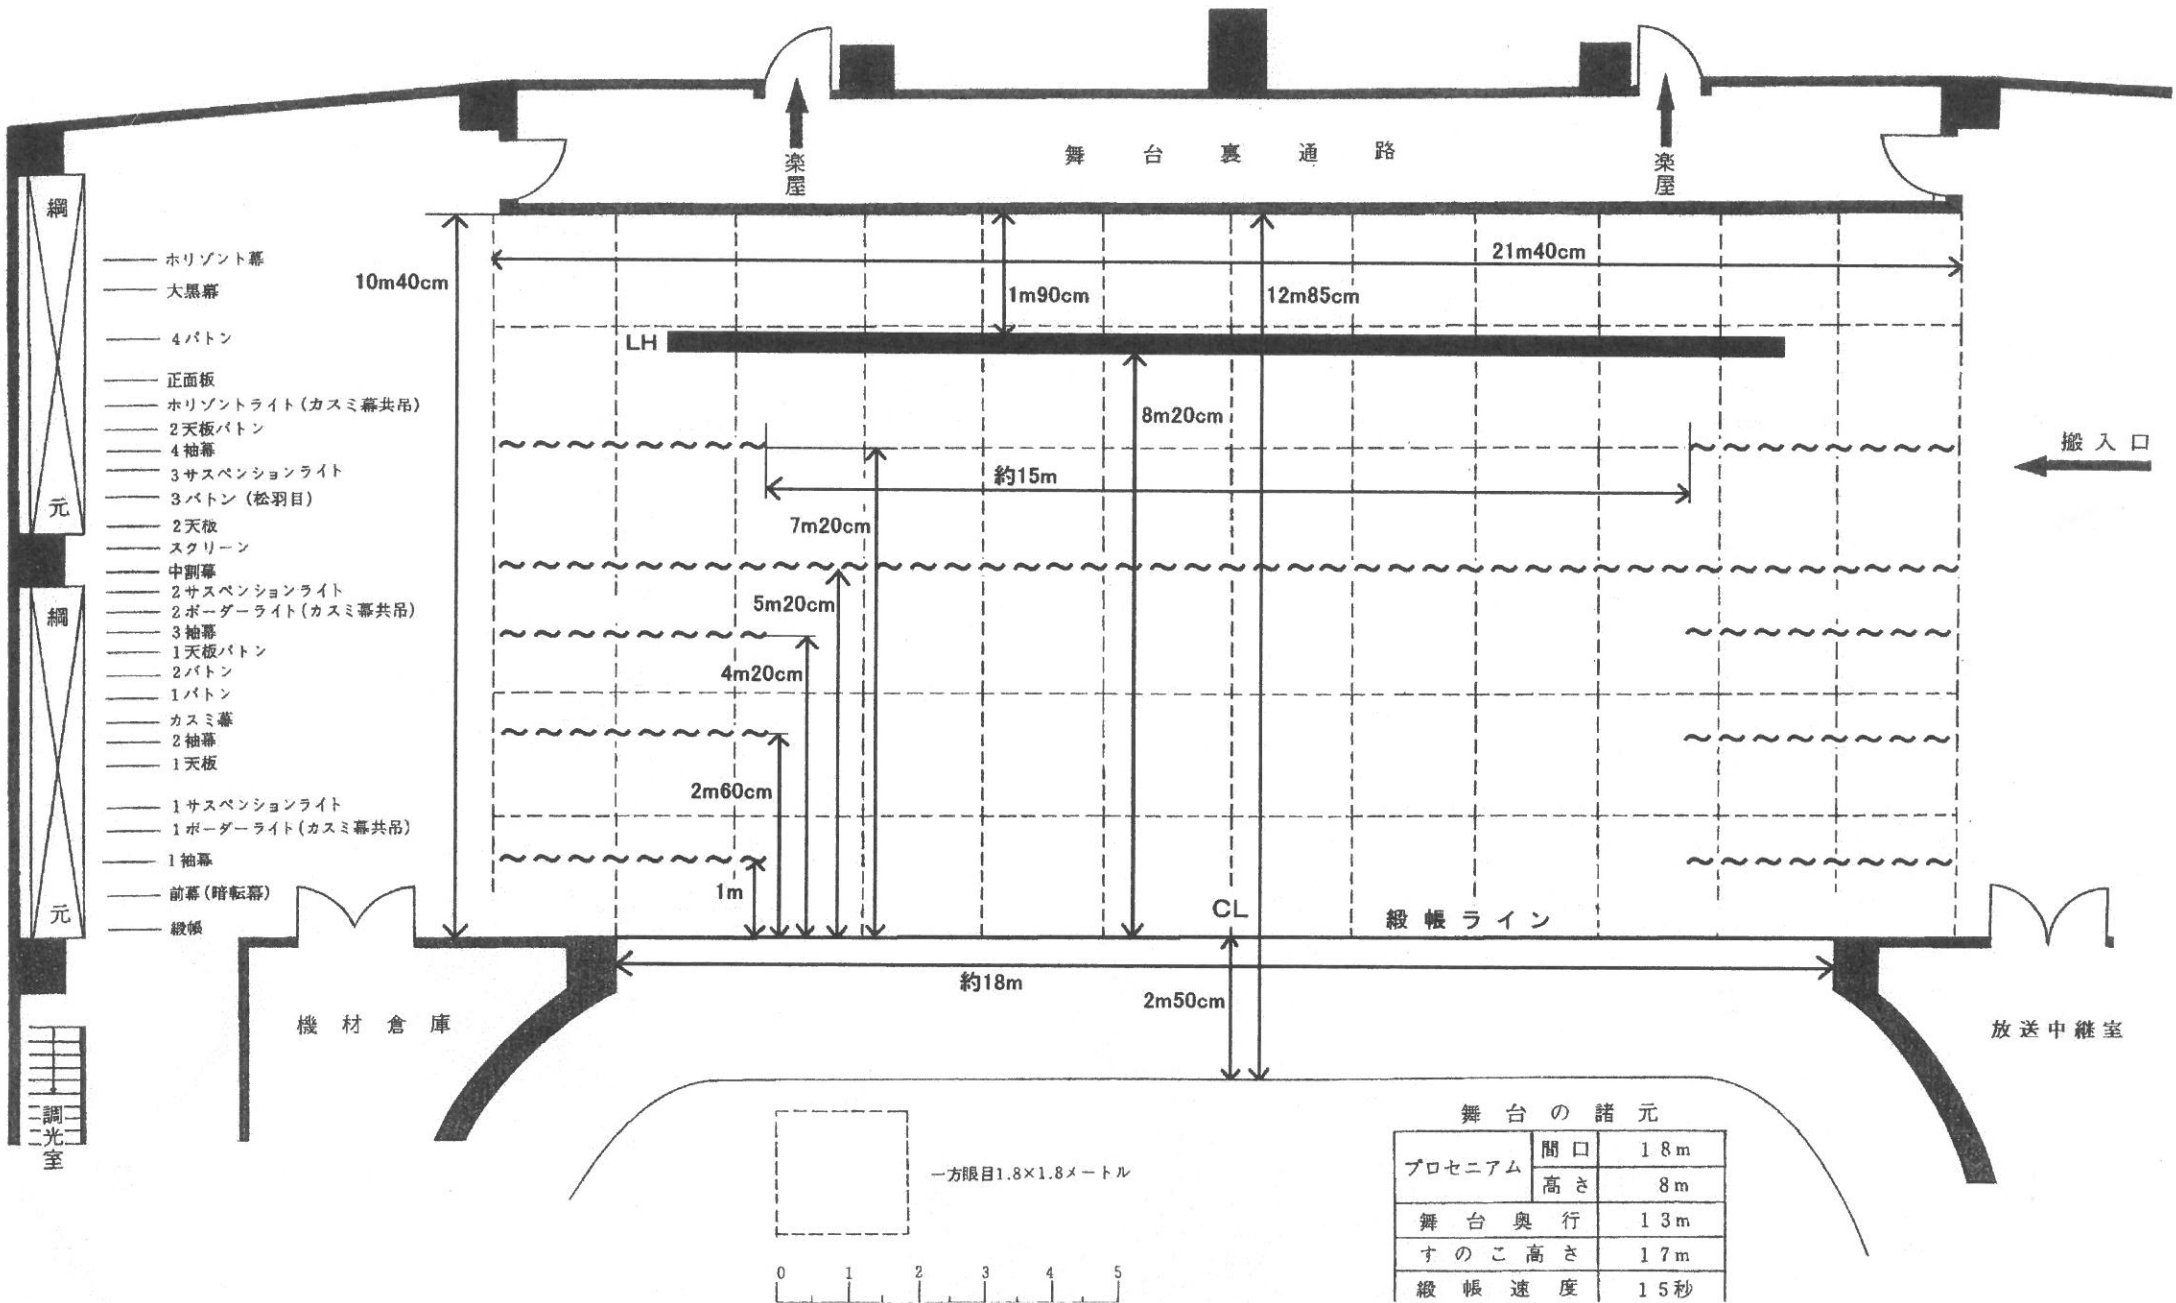 楽屋
舞台裏通路
楽屋
綱
元
ホリゾント幕
大黒幕
4バトン
正面板
ホリゾントライト(カスミ幕共吊)
2天板バトン
4袖幕
3サスペンションライト
3バトン(松羽目)
2天板
スクリーン
中割幕
2サスペンションライト
2ボーダーライト(カスミ幕共吊)
3袖幕
1天板バトン
2バトン
1バトン
カスミ幕
2袖幕
1天板
1サスペンションライト
1ボーダーライト(カスミ幕共吊)
1袖幕
前幕(暗転幕)
緞帳
綱
元
10m40cm
21m40cm
1m90cm
12m85cm
LH
8m20cm
搬入口
約15m
7m20cm
5m20cm
4m20cm
2m60cm
1m
CL
緞帳ライン
約18m
2m50cm
機材倉庫
放送中継室
調光室
一方眼目1.8×1.8メートル
0 1 2 3 4 5
舞台の諸元
プロセニアム 間口 18m
高さ 8m
舞台奥行 13m
すのこ高さ 17m
緞帳速度 15秒